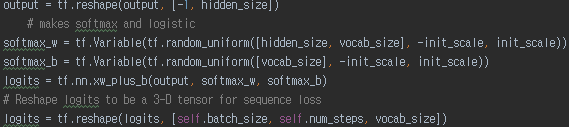 output = tf.reshape(output, [-1, hidden_size])
# makes softmax and logistic
softmax_w = tf.Variable(tf.random_uniform([hidden_size, vocab_size], -init_scale, init_scale))
softmax_b = tf.Variable(tf.random_uniform([vocab_size], -init_scale, init_scale))
logits = tf.nn.xw_plus_b(output, softmax_w, softmax_b)
# Reshape logits to be a 3-D tensor for sequence loss
logits = tf.reshape(logits, [self.batch_size, self.num_steps, vocab_size])